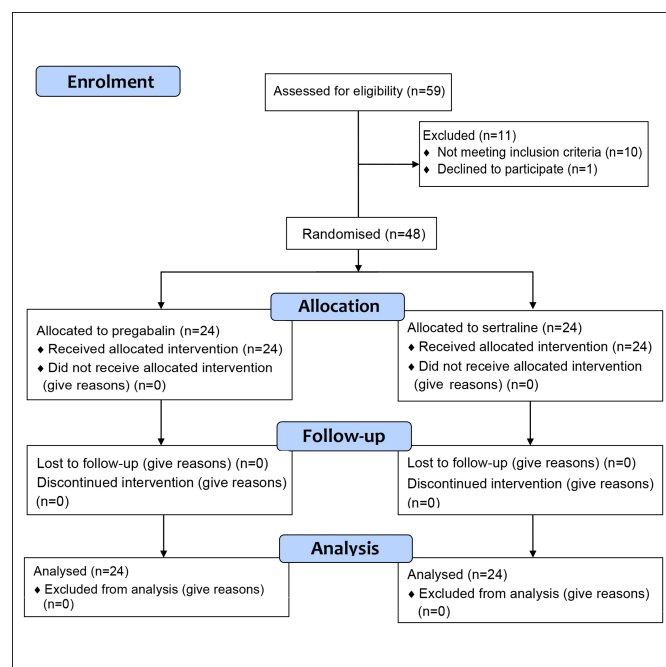 Enrolment
Assessed for eligibility (n=59)
Excluded (n=11)
♦ Not meeting inclusion criteria (n=10)
♦ Declined to participate (n=1)
Randomised (n=48)
Allocation
Allocated to pregabalin (n=24)
♦ Received allocated intervention (n=24)
♦ Did not receive allocated intervention
(give reasons) (n=0)
Allocated to sertraline (n=24)
♦ Received allocated intervention (n=24)
♦ Did not receive allocated intervention
(give reasons) (n=0)
Follow-up
Lost to follow-up (give reasons) (n=0)
Discontinued intervention (give reasons)
(n=0)
Lost to follow-up (give reasons) (n=0)
Discontinued intervention (give reasons)
(n=0)
Analysis
Analysed (n=24)
♦ Excluded from analysis (give reasons)
(n=0)
Analysed (n=24)
♦ Excluded from analysis (give reasons)
(n=0)